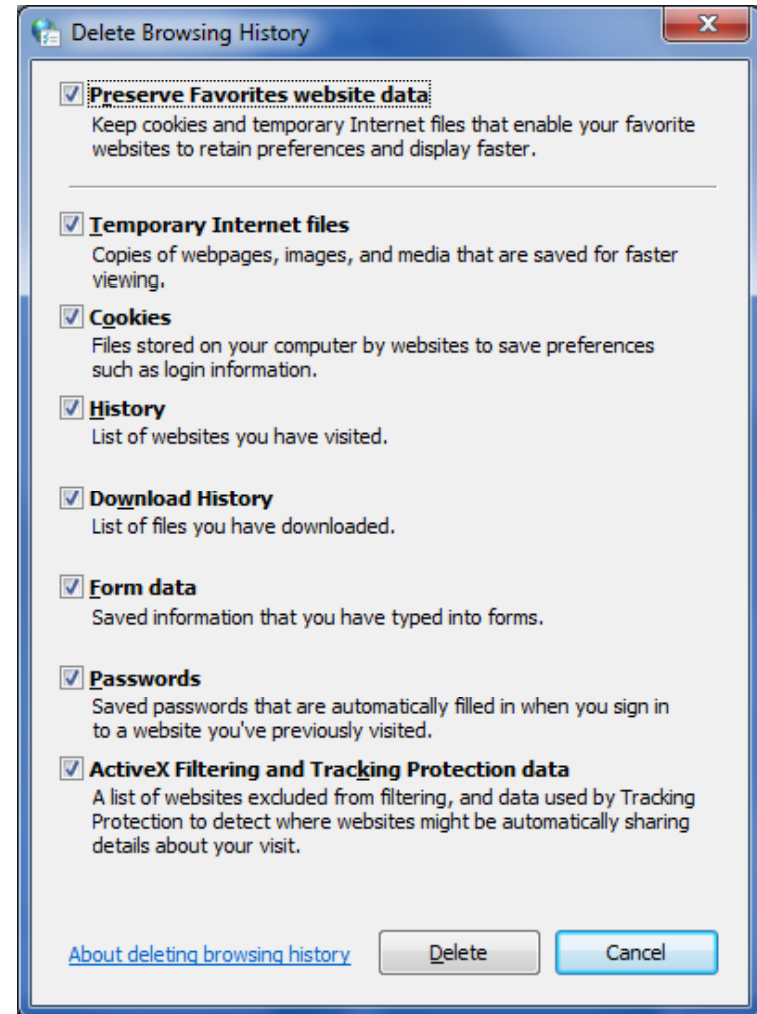 Delete Browsing History
Preserve Favorites website data
Keep cookies and temporary Internet files that enable your favorite
websites to retain preferences and display faster.
Temporary Internet files
Copies of webpages, images, and media that are saved for faster
viewing.
Cookies
Files stored on your computer by websites to save preferences
such as login information.
History
List of websites you have visited.
Download History
List of files you have downloaded.
Form data
Saved information that you have typed into forms.
Passwords
Saved passwords that are automatically filled in when you sign in
to a website you've previously visited.
ActiveX Filtering and Tracking Protection data
A list of websites excluded from filtering, and data used by Tracking
Protection to detect where websites might be automatically sharing
details about your visit.
About deleting browsing history Delete Cancel